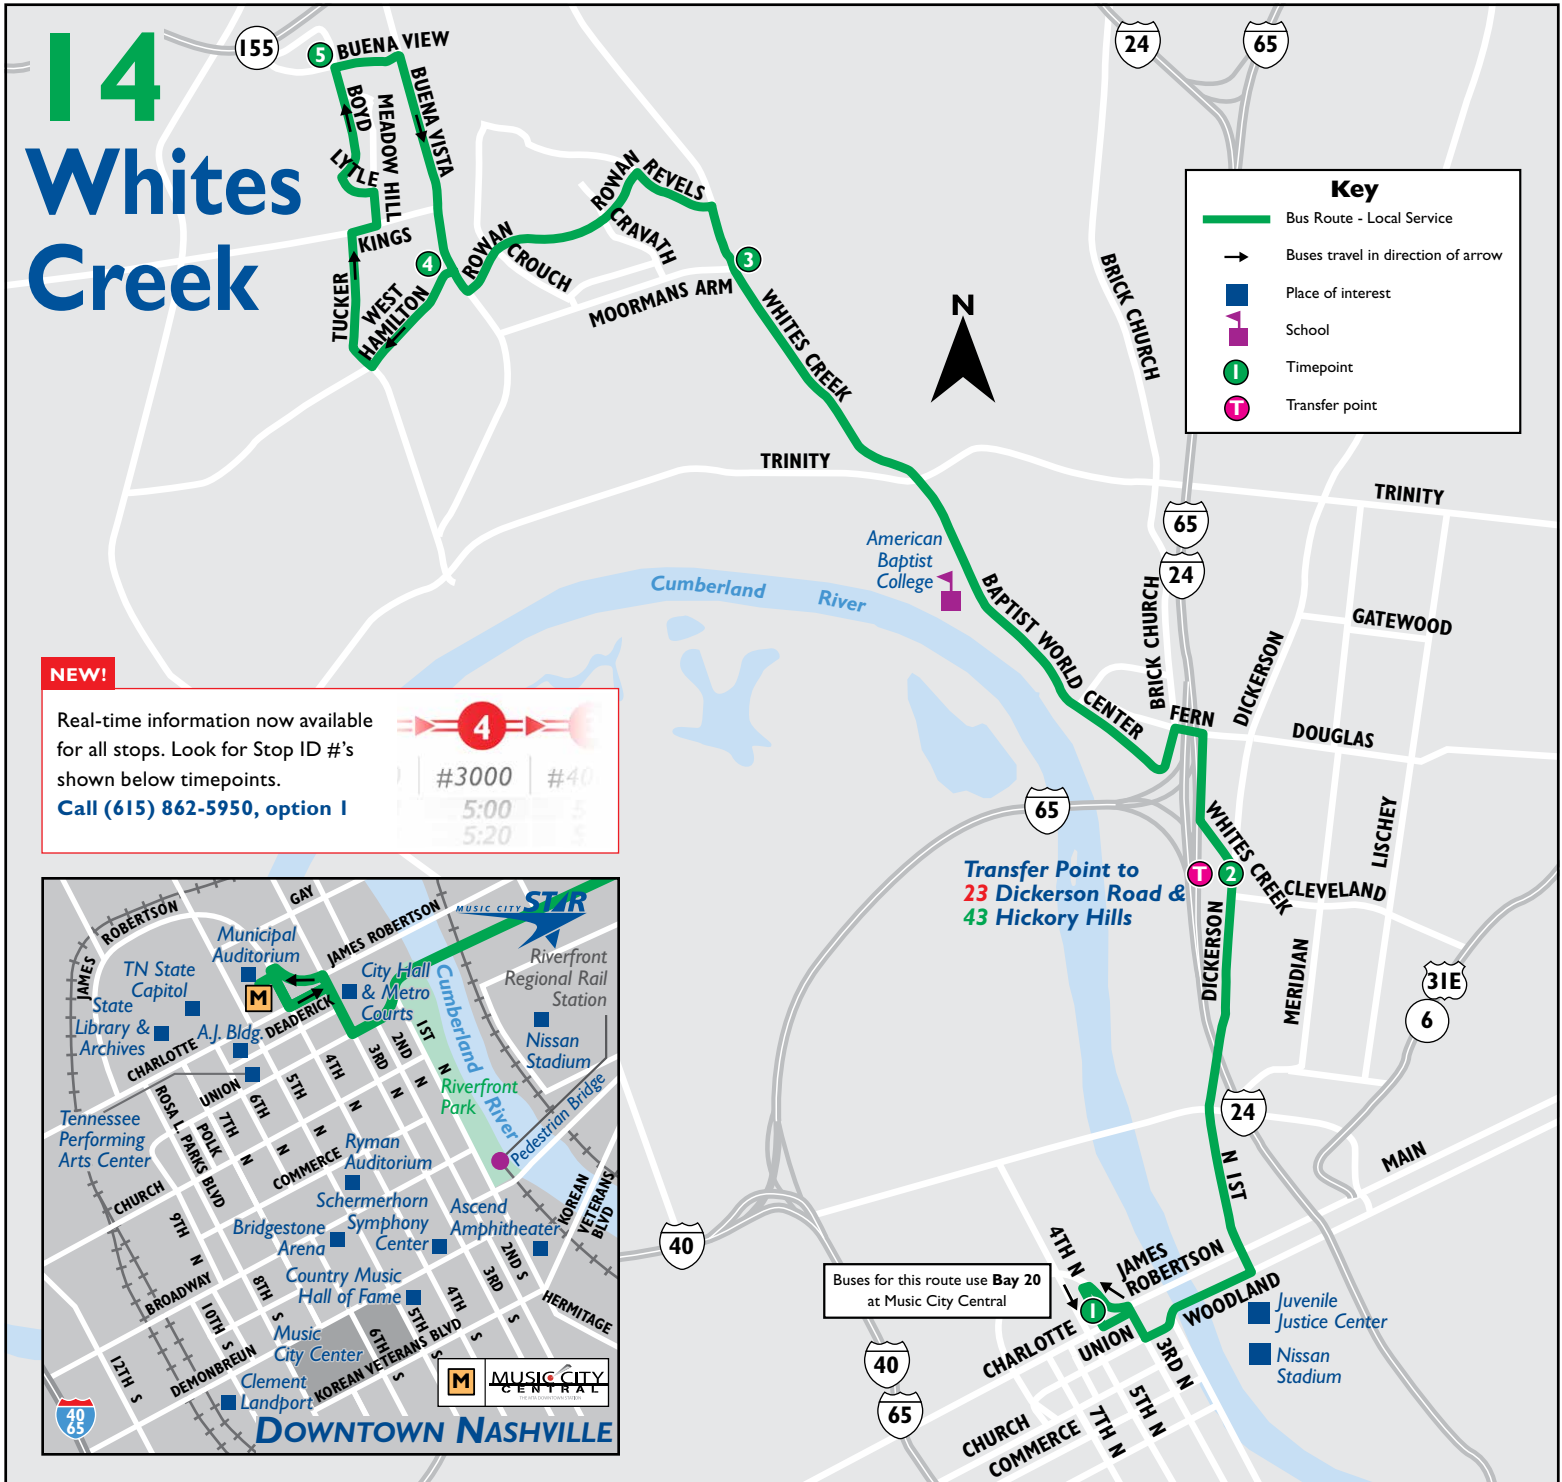 14
Whites
Creek
155
5
BUENA VIEW
BUENA VISTA
BOYD
MEADOW HILL
LYTLE
KINGS
TUCKER
WEST
HAMILTON
4
ROWAN
CROUCH
ROWAN
REVELS
CRAVATH
MOORMANS ARM
3
WHITES CREEK
N
24
65
BRICK CHURCH
Key
Bus Route - Local Service
Buses travel in direction of arrow
Place of interest
School
1 Timepoint
T Transfer point
TRINITY
TRINITY
65
24
American
Baptist
College
Cumberland River
BAPTIST WORLD CENTER
BRICK CHURCH
FERN
DICKERSON
GATEWOOD
DOUGLAS
LISCHEY
65
WHITES CREEK
CLEVELAND
T
2
Transfer Point to
23 Dickerson Road &
43 Hickory Hills
DICKERSON
MERIDIAN
31E
6
24
N 1ST
MAIN
40
4TH N
JAMES
ROBERTSON
Buses for this route use Bay 20
at Music City Central
1
WOODLAND
CHARLOTTE
UNION
3RD N
Juvenile
Justice Center
Nissan
Stadium
40
65
5TH N
7TH N
CHURCH
COMMERCE
NEW!
Real-time information now available
for all stops. Look for Stop ID #'s
shown below timepoints.
Call (615) 862-5950, option 1
4
#3000
5:00
5:20
GAY
JAMES ROBERTSON
JAMES ROBERTSON
MUSIC CITY STAR
Municipal
Auditorium
TN State
Capitol
M
City Hall
& Metro
Courts
Riverfront
Regional Rail
Station
State
Library &
Archives
A.J. Bldg.
DEADERICK
CHARLOTTE
Cumberland River
Nissan
Stadium
1ST N
2ND N
3RD N
4TH N
5TH N
6TH N
7TH N
UNION
POLK
ROSA L. PARKS BLVD
Riverfront
Park
Pedestrian Bridge
Tennessee
Performing
Arts Center
Ryman
Auditorium
COMMERCE
CHURCH
Schermerhorn
Symphony
Center
Ascend
Amphitheater
KOREAN
VETERANS
BLVD
Bridgestone
Arena
9TH N
BROADWAY
8TH S
Country Music
Hall of Fame
2ND S
3RD S
4TH S
5TH S
6TH S
HERMITAGE
10TH S
Music
City Center
KOREAN VETERANS BLVD
DEMONBREUN
12TH S
Clement
Landport
M
MUSIC CITY
CENTRAL
40
65
DOWNTOWN NASHVILLE